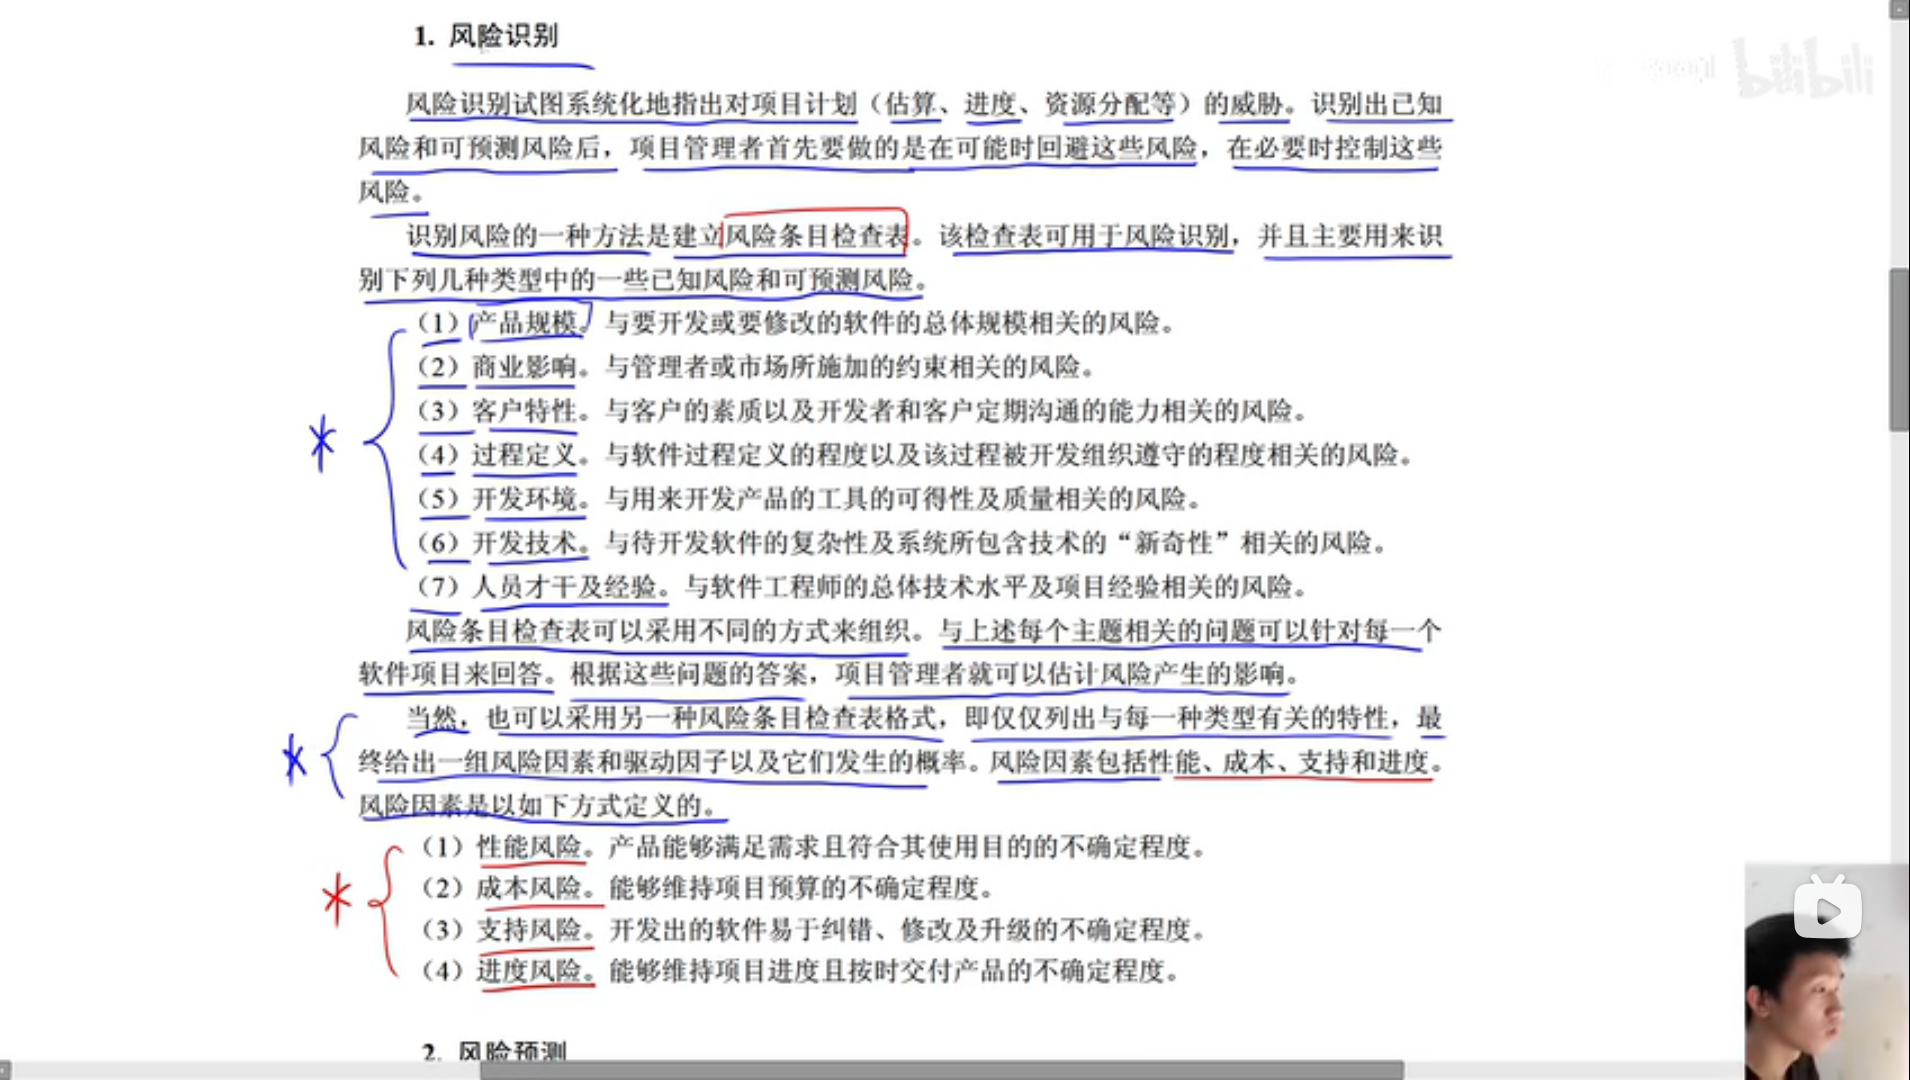 1. 风险识别
bilibili
风险识别试图系统化地指出对项目计划（估算、进度、资源分配等）的威胁。识别出已知
风险和可预测风险后，项目管理者首先要做的是在可能时回避这些风险，在必要时控制这些
风险。
识别风险的一种方法是建立风险条目检查表。该检查表可用于风险识别，并且主要用来识
别下列几种类型中的一些已知风险和可预测风险。
（1）产品规模。与要开发或要修改的软件的总体规模相关的风险。
（2）商业影响。与管理者或市场所施加的约束相关的风险。
（3）客户特性。与客户的素质以及开发者和客户定期沟通的能力相关的风险。
（4）过程定义。与软件过程定义的程度以及该过程被开发组织遵守的程度相关的风险。
（5）开发环境。与用来开发产品的工具的可得性及质量相关的风险。
（6）开发技术。与待开发软件的复杂性及系统所包含技术的“新奇性”相关的风险。
（7）人员才干及经验。与软件工程师的总体技术水平及项目经验相关的风险。
风险条目检查表可以采用不同的方式来组织。与上述每个主题相关的问题可以针对每一个
软件项目来回答。根据这些问题的答案，项目管理者就可以估计风险产生的影响。
当然，也可以采用另一种风险条目检查表格式，即仅仅列出与每一种类型有关的特性，最
终给出一组风险因素和驱动因子以及它们发生的概率。风险因素包括性能、成本、支持和进度。
风险因素是以如下方式定义的。
（1）性能风险。产品能够满足需求且符合其使用目的的不确定程度。
（2）成本风险。能够维持项目预算的不确定程度。
（3）支持风险。开发出的软件易于纠错、修改及升级的不确定程度。
（4）进度风险。能够维持项目进度且按时交付产品的不确定程度。
2. 风险预测